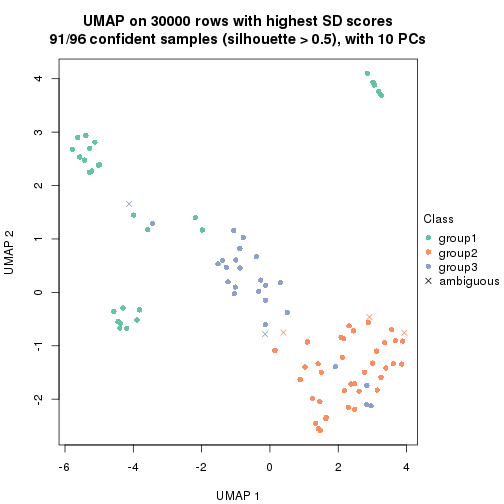 UMAP on 30000 rows with highest SD scores
91/96 confident samples (silhouette > 0.5), with 10 PCs
UMAP 2
4
3
2
1
0
-1
-2
-6
-4
-2
0
2
4
UMAP 1
Class
group1
group2
group3
ambiguous